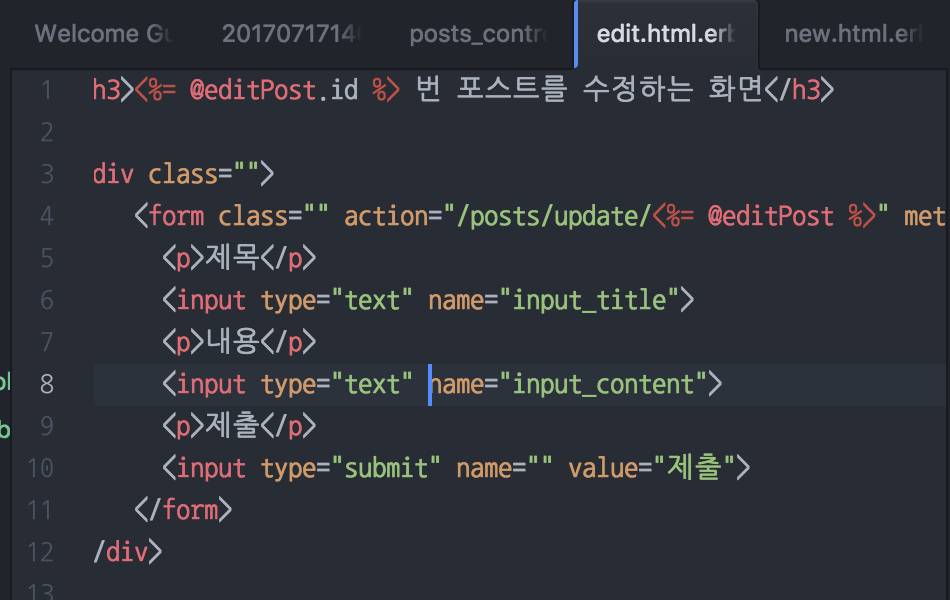 Welcome Gu
2017071714
posts_contr
edit.html.erb
new.html.er
1 h3><%= @editPost.id %> 번 포스트를 수정하는 화면</h3>
2
3 div class="">
4 <form class="" action="/posts/update/<%= @editPost %>" met
5 <p>제목</p>
6 <input type="text" name="input_title">
7 <p>내용</p>
8 <input type="text" name="input_content">
9 <p>제출</p>
10 <input type="submit" name="" value="제출">
11 </form>
12 /div>
13